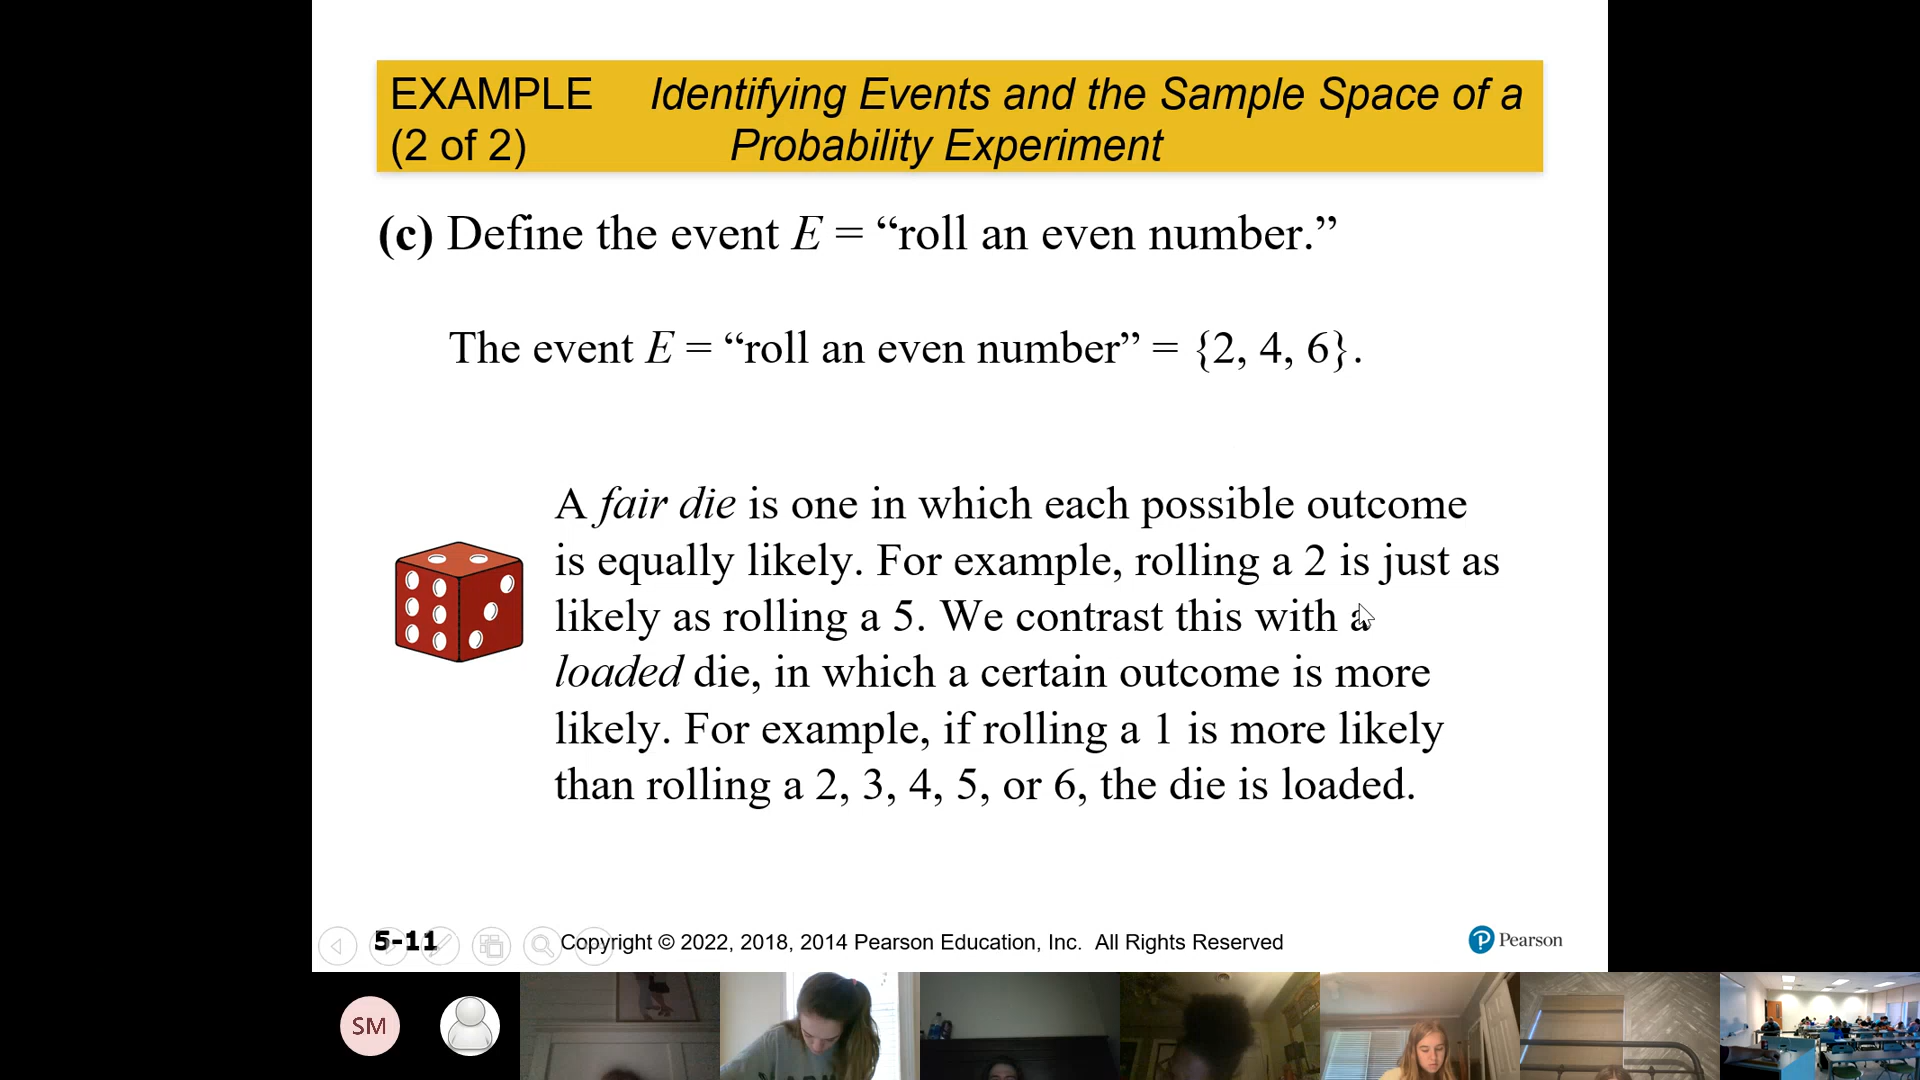 EXAMPLE Identifying Events and the Sample Space of a
(2 of 2) Probability Experiment
(c) Define the event E = “roll an even number.”
The event E = “roll an even number” = {2, 4, 6}.
A fair die is one in which each possible outcome
is equally likely. For example, rolling a 2 is just as
likely as rolling a 5. We contrast this with a
loaded die, in which a certain outcome is more
likely. For example, if rolling a 1 is more likely
than rolling a 2, 3, 4, 5, or 6, the die is loaded.
5-11 Copyright © 2022, 2018, 2014 Pearson Education, Inc. All Rights Reserved
P Pearson
SM